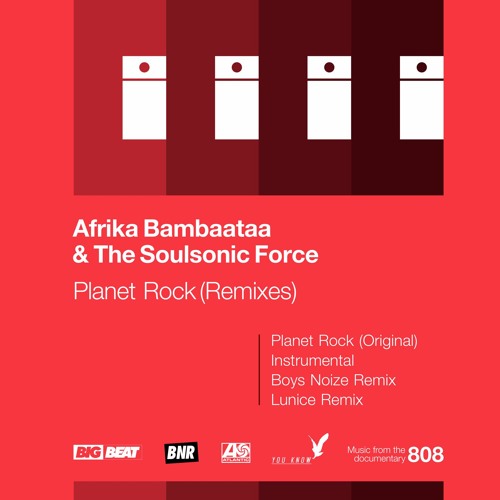 Afrika Bambaataa
& The Soulsonic Force
Planet Rock (Remixes)
Planet Rock (Original)
Instrumental
Boys Noize Remix
Lunice Remix
BIG BEAT
BNR
ATLANTIC
YOU KNOW
Music from the
documentary 808